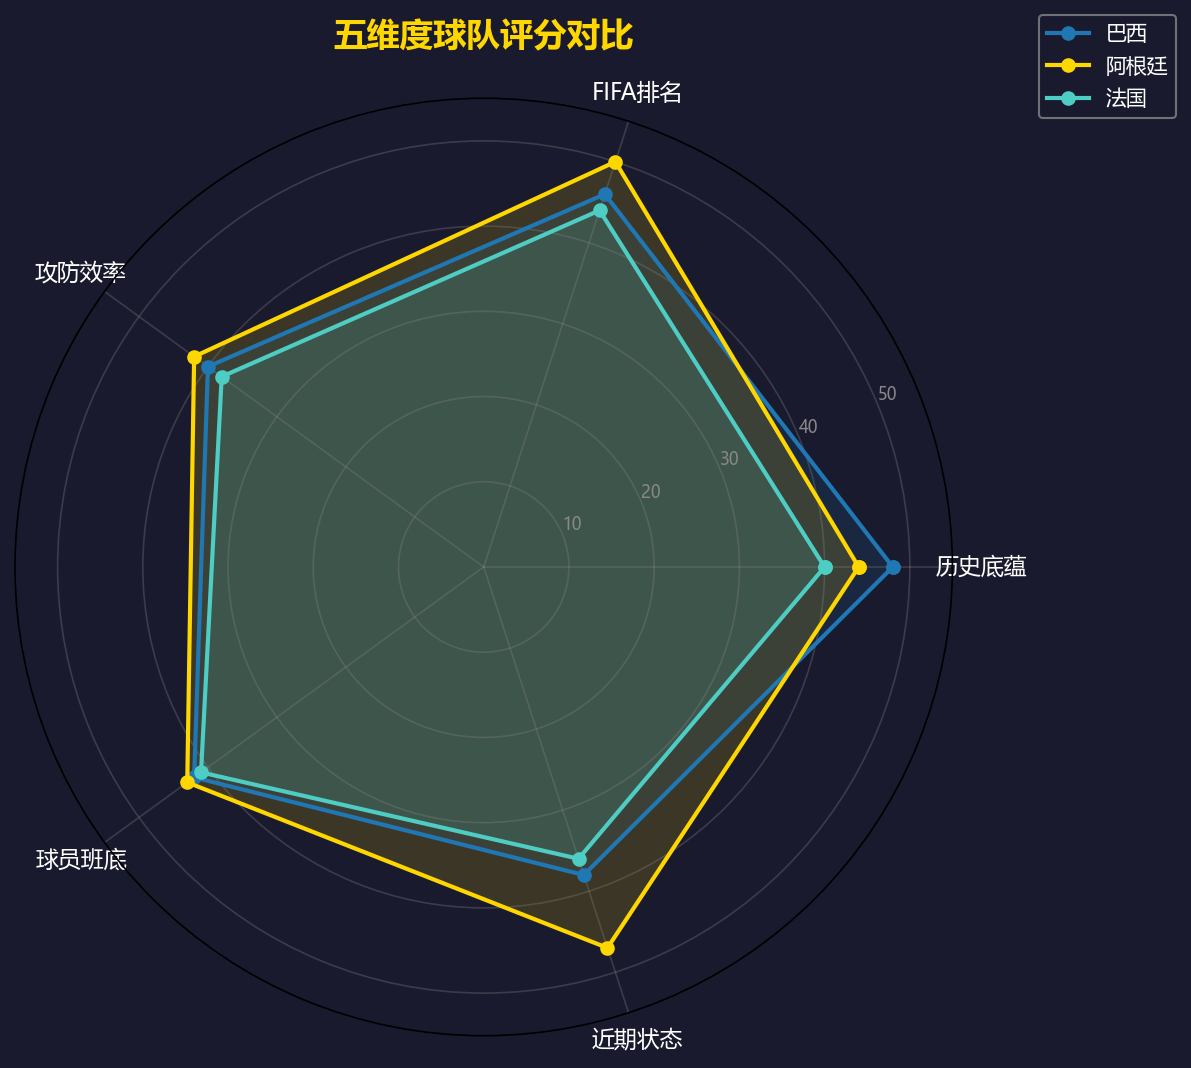 五维度球队评分对比
巴西
阿根廷
法国
FIFA排名
攻防效率
50
40
30
20
10
历史底蕴
球员班底
近期状态